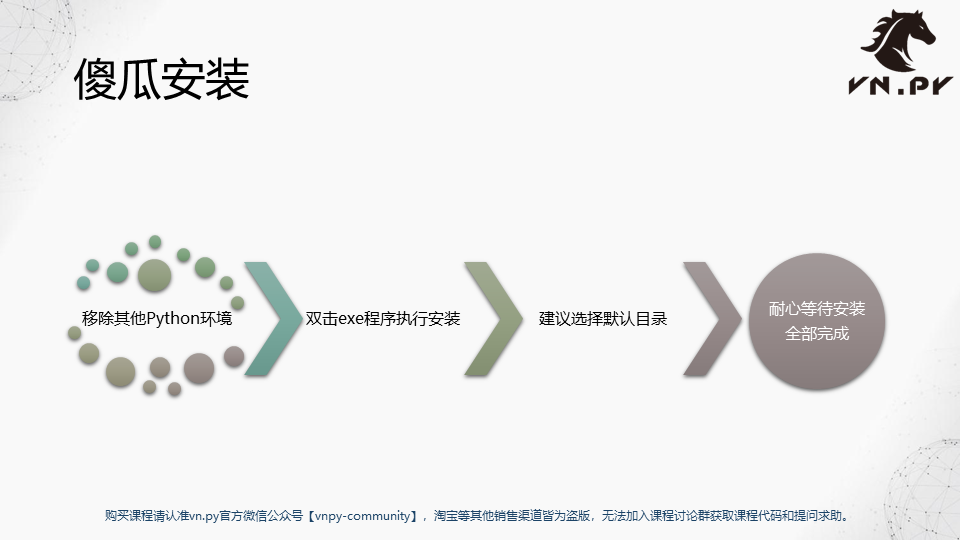 傻瓜安装
VN.PY
移除其他Python环境
双击exe程序执行安装
建议选择默认目录
耐心等待安装
全部完成
购买课程请认准vn.py官方微信公众号【vnpy-community】，淘宝等其他销售渠道皆为盗版，无法加入课程讨论群获取课程代码和提问求助。